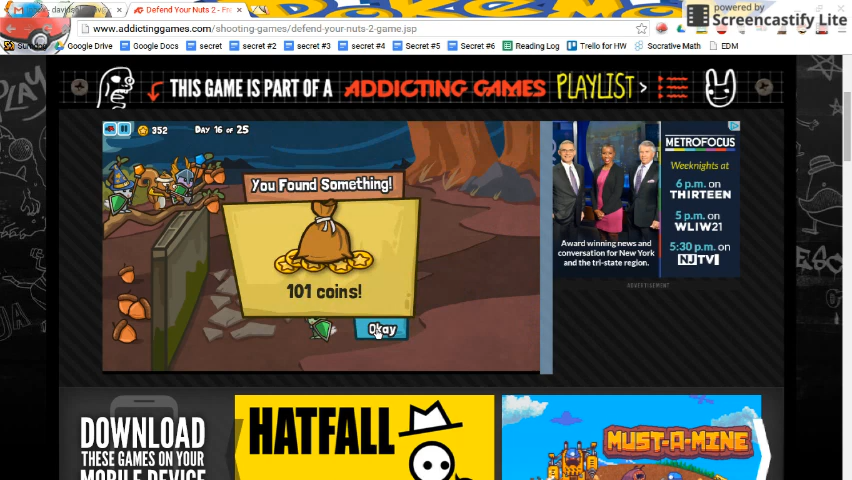 powered by
Screencastify Lite
Defend Your Nuts 2 - Fre
www.addictinggames.com/shooting-games/defend-your-nuts-2-game.jsp
Google Drive Google Docs secret secret #2 secret #3 Secret #4 Secret #5 Secret #6 Reading Log Trello for HW Socrative Math EDM
THIS GAME IS PART OF A ADDICTING GAMES PLAYLIST >
352 DAY 16 OF 25
You Found Something!
101 coins!
Okay
METROFOCUS
Weeknights at
6 p.m. on
THIRTEEN
5 p.m. on
WLIW21
5:30 p.m. on
NJTV
Award winning news and
conversation for New York
and the tri-state region.
ADVERTISEMENT
DOWNLOAD
THESE GAMES ON YOUR
MOBILE DEVICE
HATFALL
MUST-A-MINE